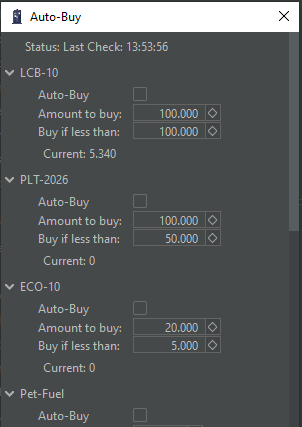 Auto-Buy
Status: Last Check: 13:53:56
LCB-10
Auto-Buy
Amount to buy: 100.000
Buy if less than: 100.000
Current: 5.340
PLT-2026
Auto-Buy
Amount to buy: 100.000
Buy if less than: 50.000
Current: 0
ECO-10
Auto-Buy
Amount to buy: 20.000
Buy if less than: 5.000
Current: 0
Pet-Fuel
Auto-Buy